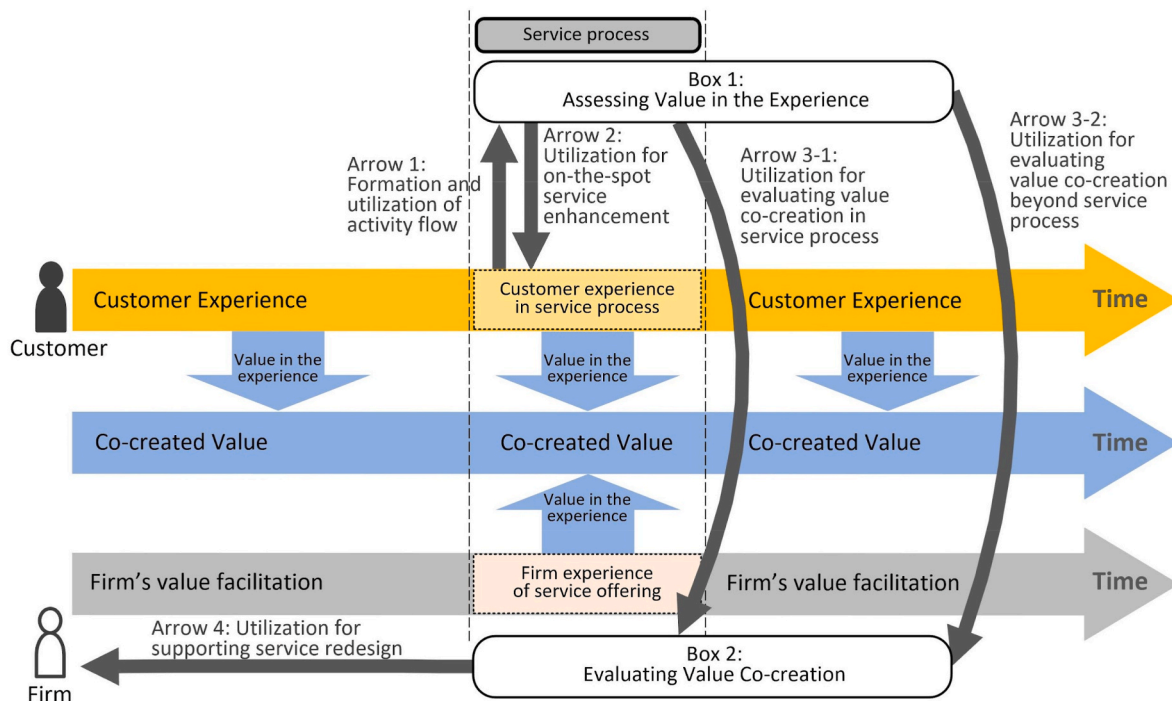 Service process
Box 1:
Assessing Value in the Experience
Arrow 1:
Formation and
utilization of
activity flow
Arrow 2:
Utilization for
on-the-spot
service
enhancement
Arrow 3-1:
Utilization for
evaluating value
co-creation in
service process
Arrow 3-2:
Utilization for
evaluating
value co-creation
beyond service
process
Customer
Customer Experience
Customer experience
in service process
Customer Experience
Time
Value in the
experience
Value in the
experience
Value in the
experience
Co-created Value
Co-created Value
Co-created Value
Time
Value in the
experience
Firm's value facilitation
Firm experience
of service offering
Firm's value facilitation
Time
Firm
Arrow 4: Utilization for
supporting service redesign
Box 2:
Evaluating Value Co-creation